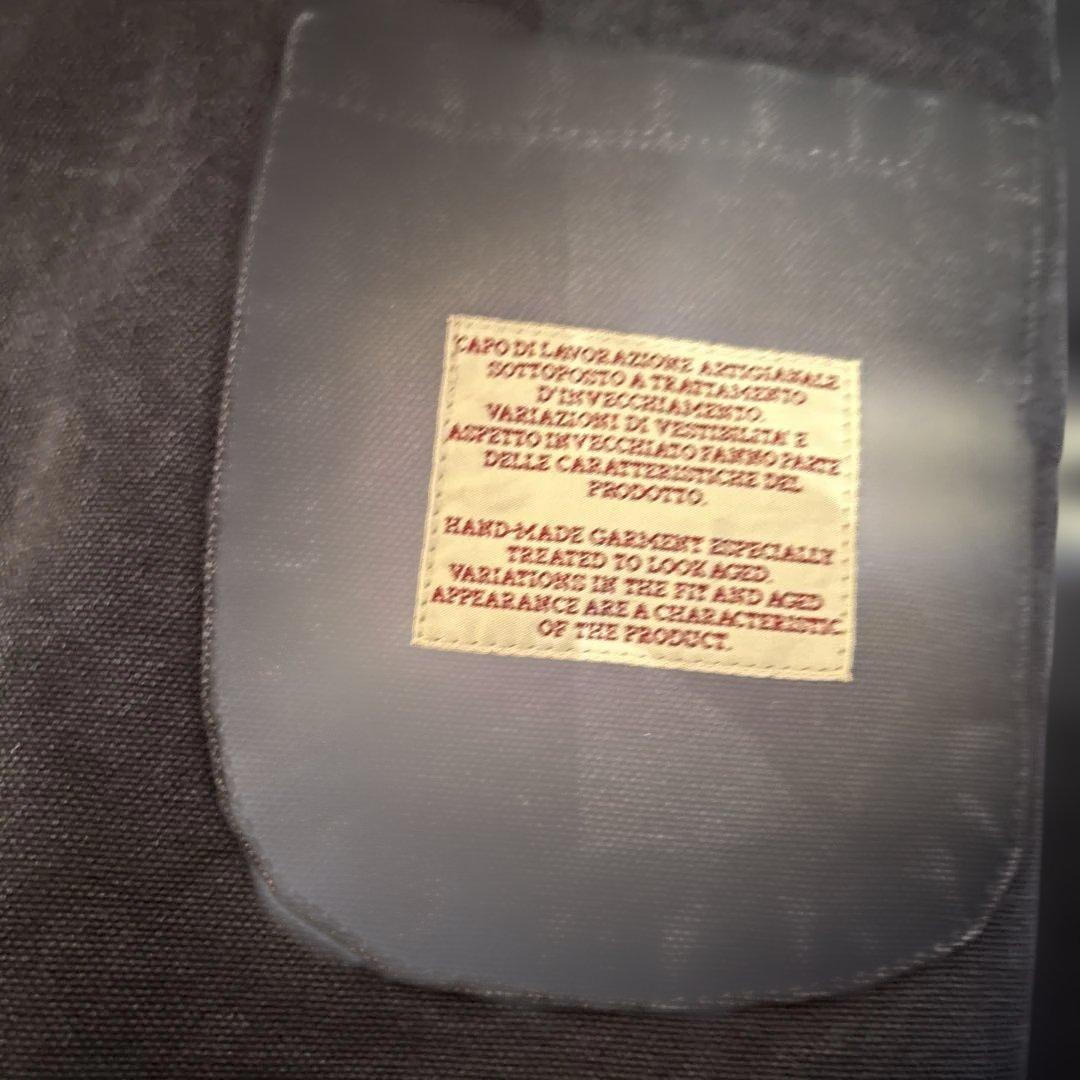 CAPO DI LAVORAZIONE ARTIGIANALE
SOTTOPOSTO A TRATTAMENTO
D'INVECCHIAMENTO.
VARIAZIONI DI VESTIBILITA' E
ASPETTO INVECCHIATO FANNO PARTE
DELLE CARATTERISTICHE DEL
PRODOTTO.
HAND-MADE GARMENT ESPECIALLY
TREATED TO LOOK AGED.
VARIATIONS IN THE FIT AND AGED
APPEARANCE ARE A CHARACTERISTIC
OF THE PRODUCT.